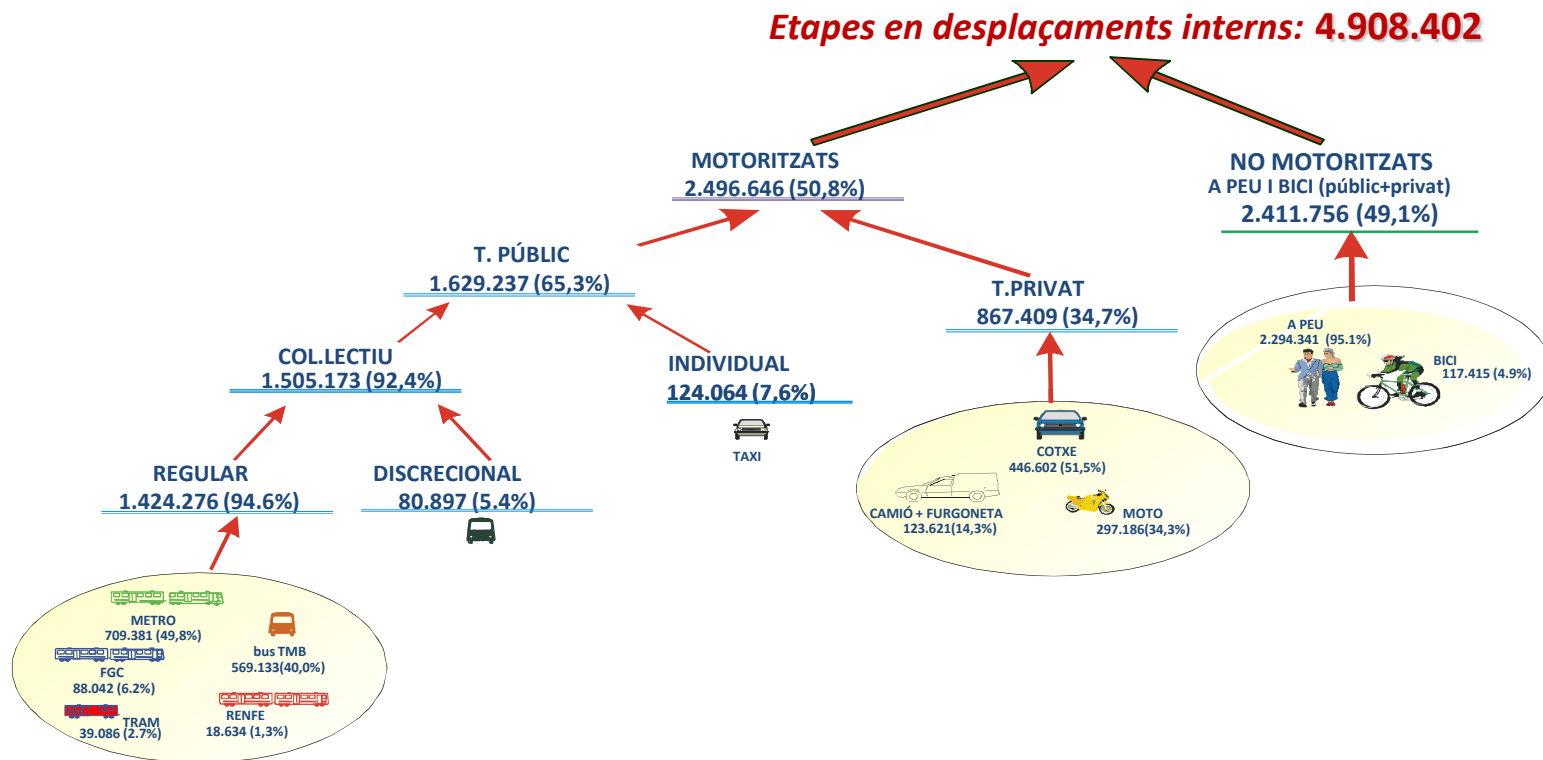 Etapes en desplaçaments interns: 4.908.402
MOTORITZATS
2.496.646 (50,8%)
NO MOTORITZATS
A PEU I BICI (públic+privat)
2.411.756 (49,1%)
T. PÚBLIC
1.629.237 (65,3%)
T.PRIVAT
867.409 (34,7%)
A PEU
2.294.341 (95.1%)
BICI
117.415 (4.9%)
COL.LECTIU
1.505.173 (92,4%)
INDIVIDUAL
124.064 (7,6%)
TAXI
COTXE
446.602 (51,5%)
CAMIÓ + FURGONETA
123.621(14,3%)
MOTO
297.186(34,3%)
REGULAR
1.424.276 (94.6%)
DISCRECIONAL
80.897 (5.4%)
METRO
709.381 (49,8%)
bus TMB
569.133(40,0%)
FGC
88.042 (6.2%)
TRAM
39.086 (2.7%)
RENFE
18.634 (1,3%)